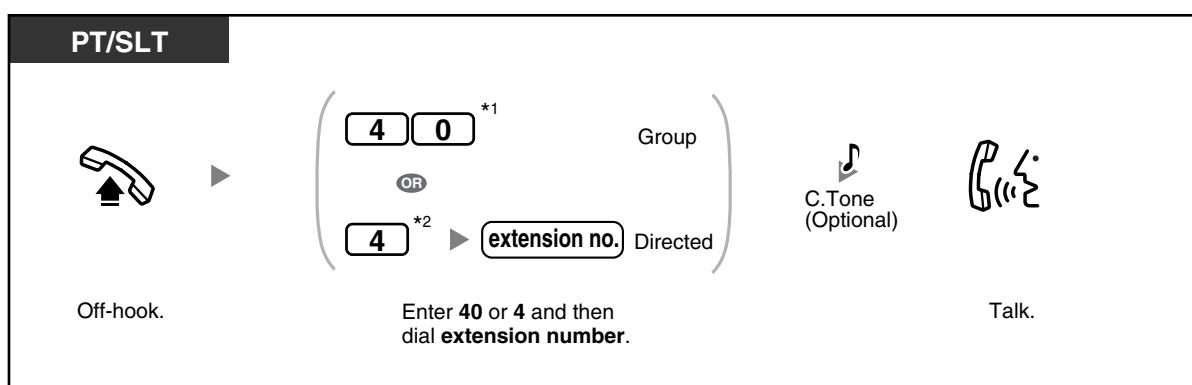 PT/SLT
4 0 *1 Group
OR
4 *2 extension no. Directed
C.Tone
(Optional)
Off-hook.
Enter 40 or 4 and then
dial extension number.
Talk.